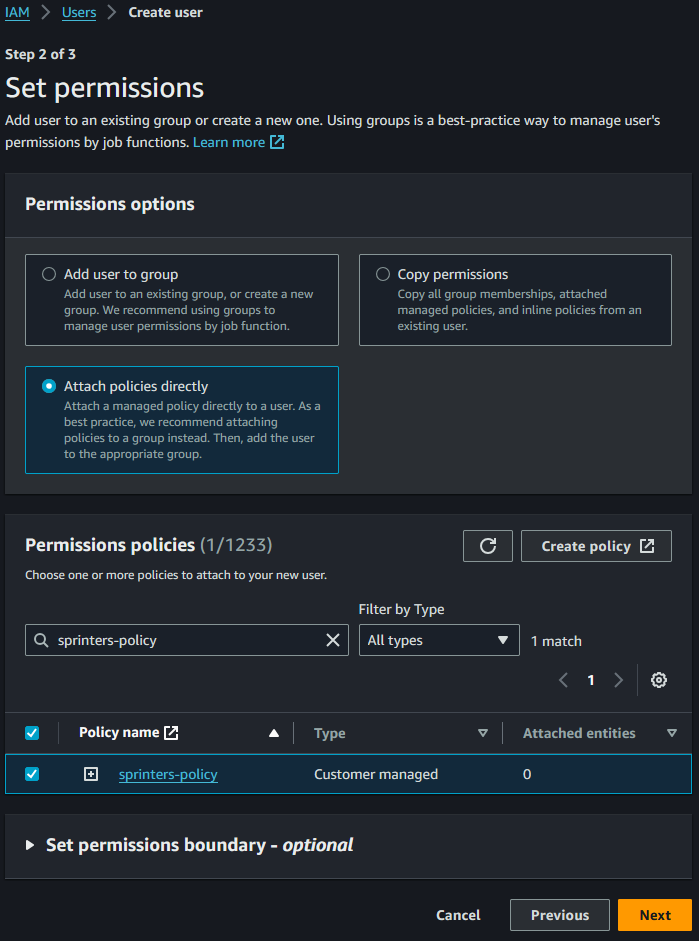 IAM > Users > Create user
Step 2 of 3
Set permissions
Add user to an existing group or create a new one. Using groups is a best-practice way to manage user's
permissions by job functions. Learn more
Permissions options
Add user to group
Add user to an existing group, or create a new
group. We recommend using groups to
manage user permissions by job function.
Copy permissions
Copy all group memberships, attached
managed policies, and inline policies from an
existing user.
Attach policies directly
Attach a managed policy directly to a user. As a
best practice, we recommend attaching
policies to a group instead. Then, add the user
to the appropriate group.
Permissions policies (1/1233)
Create policy
Choose one or more policies to attach to your new user.
Filter by Type
sprinters-policy
All types
1 match
1
Policy name
Type
Attached entities
sprinters-policy
Customer managed
0
Set permissions boundary - optional
Cancel
Previous
Next